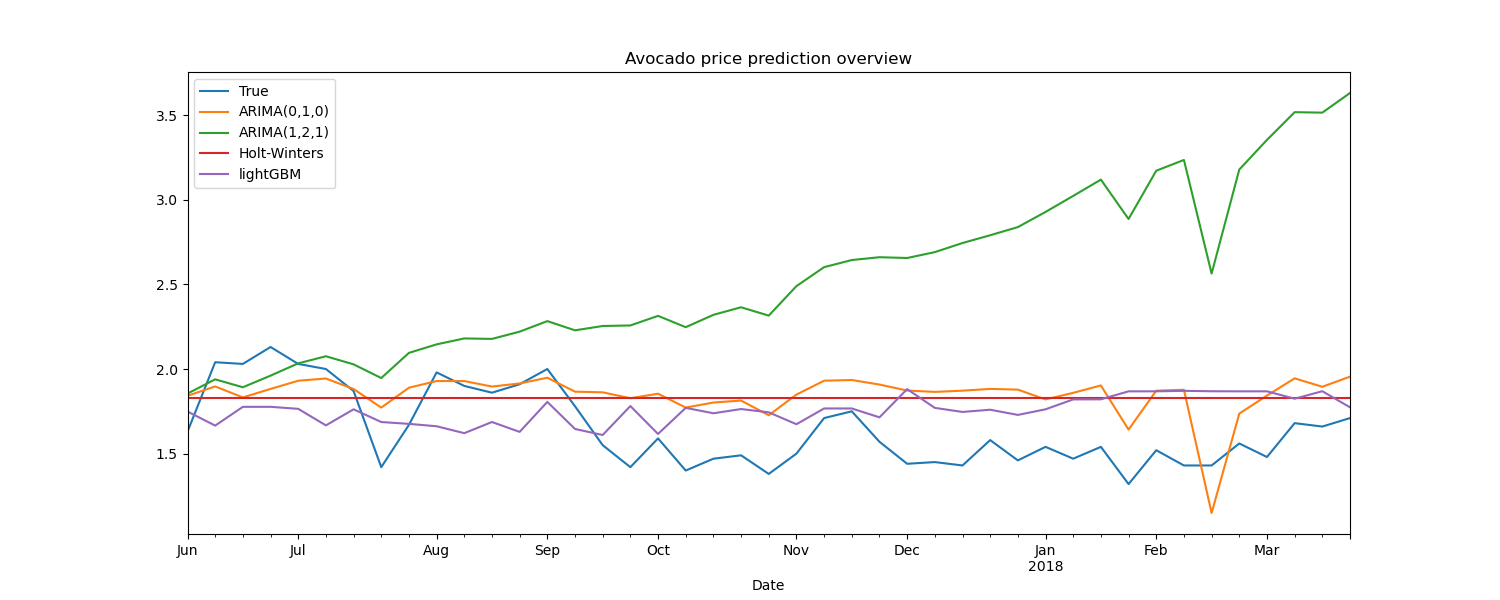 Avocado price prediction overview
True
ARIMA(0,1,0)
ARIMA(1,2,1)
Holt-Winters
lightGBM
3.5
3.0
2.5
2.0
1.5
Jun Jul Aug Sep Oct Nov Dec Jan Feb Mar
2018
Date